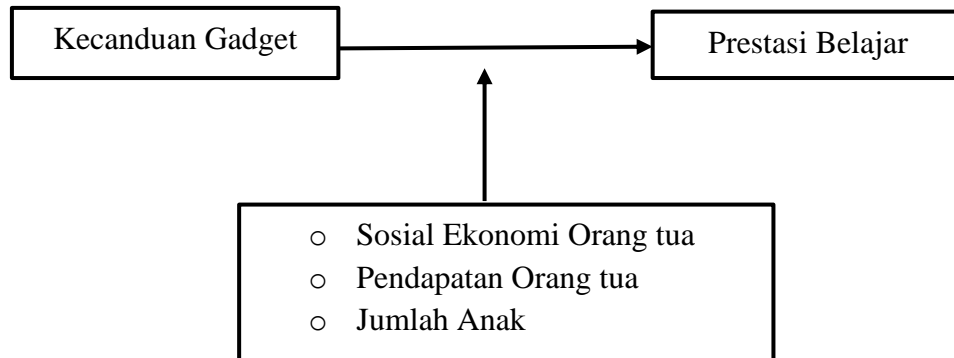 Kecanduan Gadget
Prestasi Belajar
o Sosial Ekonomi Orang tua
o Pendapatan Orang tua
o Jumlah Anak